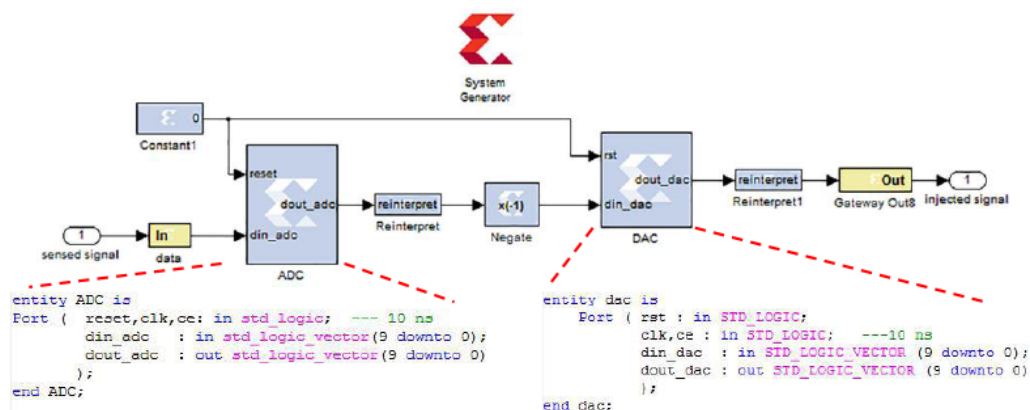 System
Generator
0
Constant1
reset
dout_adc
din_adc
ADC
1
sensed signal
In
data
reinterpret
Reinterpret
x(-1)
Negate
rst
dout_dac
din_dac
DAC
reinterpret
Reinterpret1
Out
Gateway Out8
1
injected signal
entity ADC is
Port ( reset,clk,ce: in std_logic; --- 10 ns
din_adc : in std_logic_vector(9 downto 0);
dout_adc : out std_logic_vector(9 downto 0)
);
end ADC;
entity dac is
Port ( rst : in STD_LOGIC;
clk,ce : in STD_LOGIC; ---10 ns
din_dac : in STD_LOGIC_VECTOR (9 downto 0);
dout_dac : out STD_LOGIC_VECTOR (9 downto 0)
);
end dac;